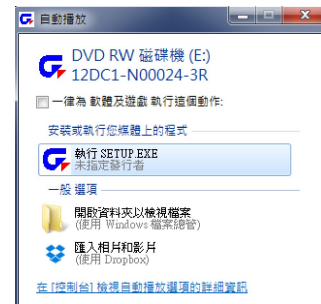 自動播放
DVD RW 磁碟機 (E:)
12DC1-N00024-3R
一律為 軟體及遊戲 執行這個動作:
安裝或執行您媒體上的程式
執行 SETUP.EXE
未指定發行者
一般 選項
開啟資料夾以檢視檔案
(使用 Windows 檔案總管)
匯入相片和影片
(使用 Dropbox)
在 [控制台] 檢視自動播放選項的詳細資訊